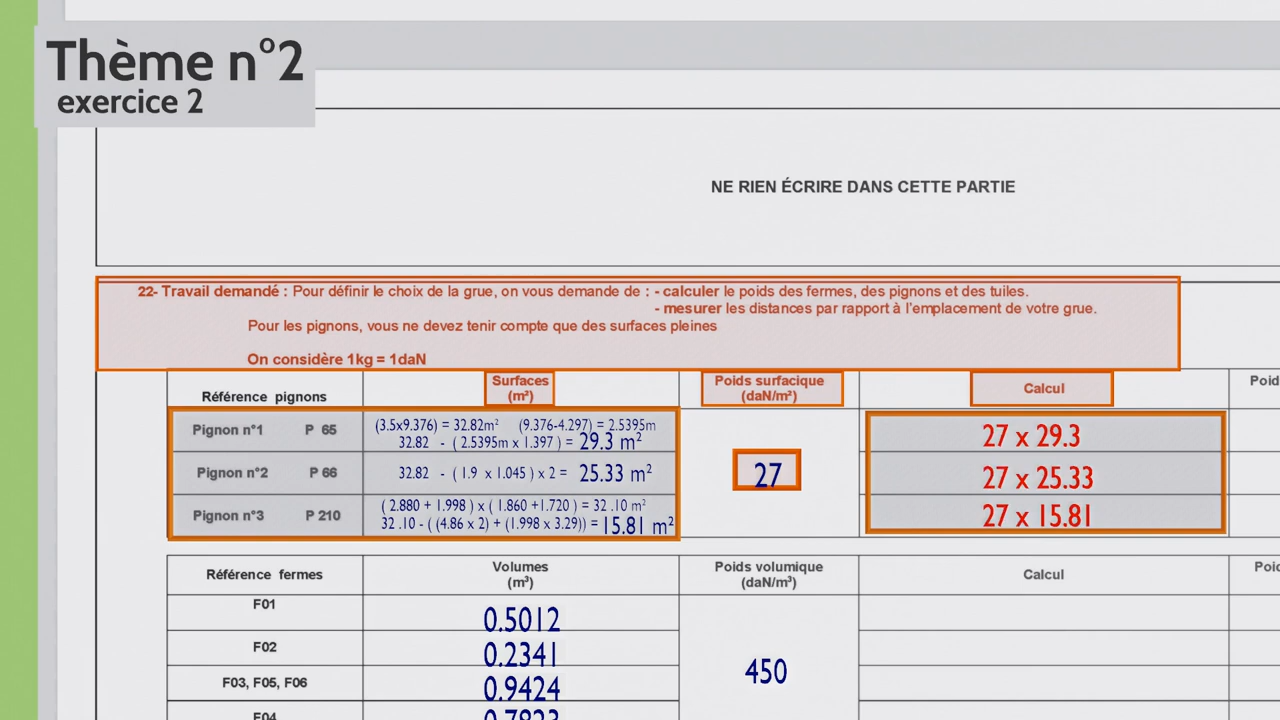 Thème n°2
exercice 2
NE RIEN ÉCRIRE DANS CETTE PARTIE
22- Travail demandé : Pour définir le choix de la grue, on vous demande de : - calculer le poids des fermes, des pignons et des tuiles.
- mesurer les distances par rapport à l'emplacement de votre grue.
Pour les pignons, vous ne devez tenir compte que des surfaces pleines
On considère 1kg = 1daN
Référence pignons
Surfaces
(m²)
Poids surfacique
(daN/m²)
Calcul
Poid
Pignon n°1 P 65
(3.5x9.376) = 32.82m² (9.376-4.297) = 2.5395m
32.82 - ( 2.5395m x 1.397 ) = 29.3 m²
27 x 29.3
Pignon n°2 P 66
32.82 - ( 1.9 x 1.045 ) x 2 = 25.33 m²
27
27 x 25.33
Pignon n°3 P 210
( 2.880 + 1.998 ) x ( 1.860 +1.720 ) = 32 .10 m²
32 .10 - ( (4.86 x 2) + (1.998 x 3.29)) = 15.81 m²
27 x 15.81
Référence fermes
Volumes
(m³)
Poids volumique
(daN/m³)
Calcul
F01
0.5012
F02
0.2341
450
F03, F05, F06
0.9424
F04